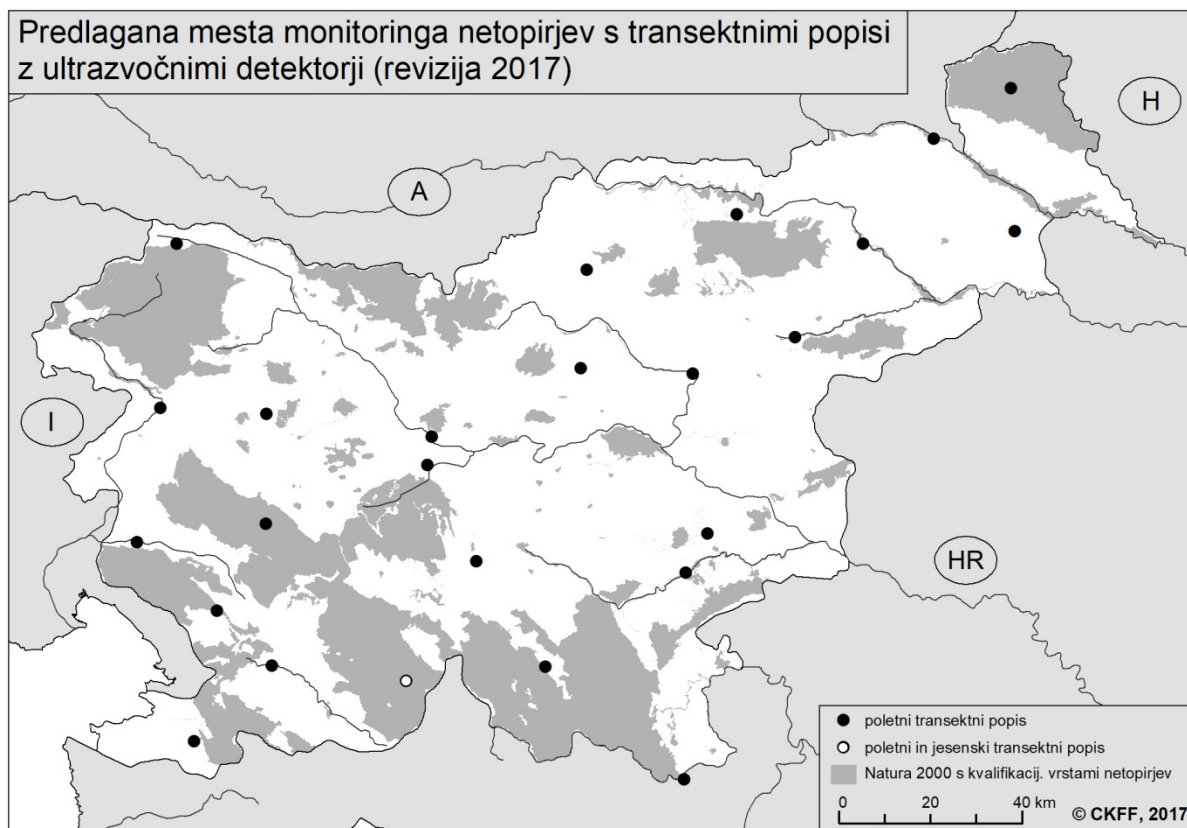 Predlagana mesta monitoringa netopirjev s transektnimi popisi
z ultrazvočnimi detektorji (revizija 2017)
H
A
I
HR
poletni transektni popis
poletni in jesenski transektni popis
Natura 2000 s kvalifikacij. vrstami netopirjev
0 20 40 km
© CKFF, 2017